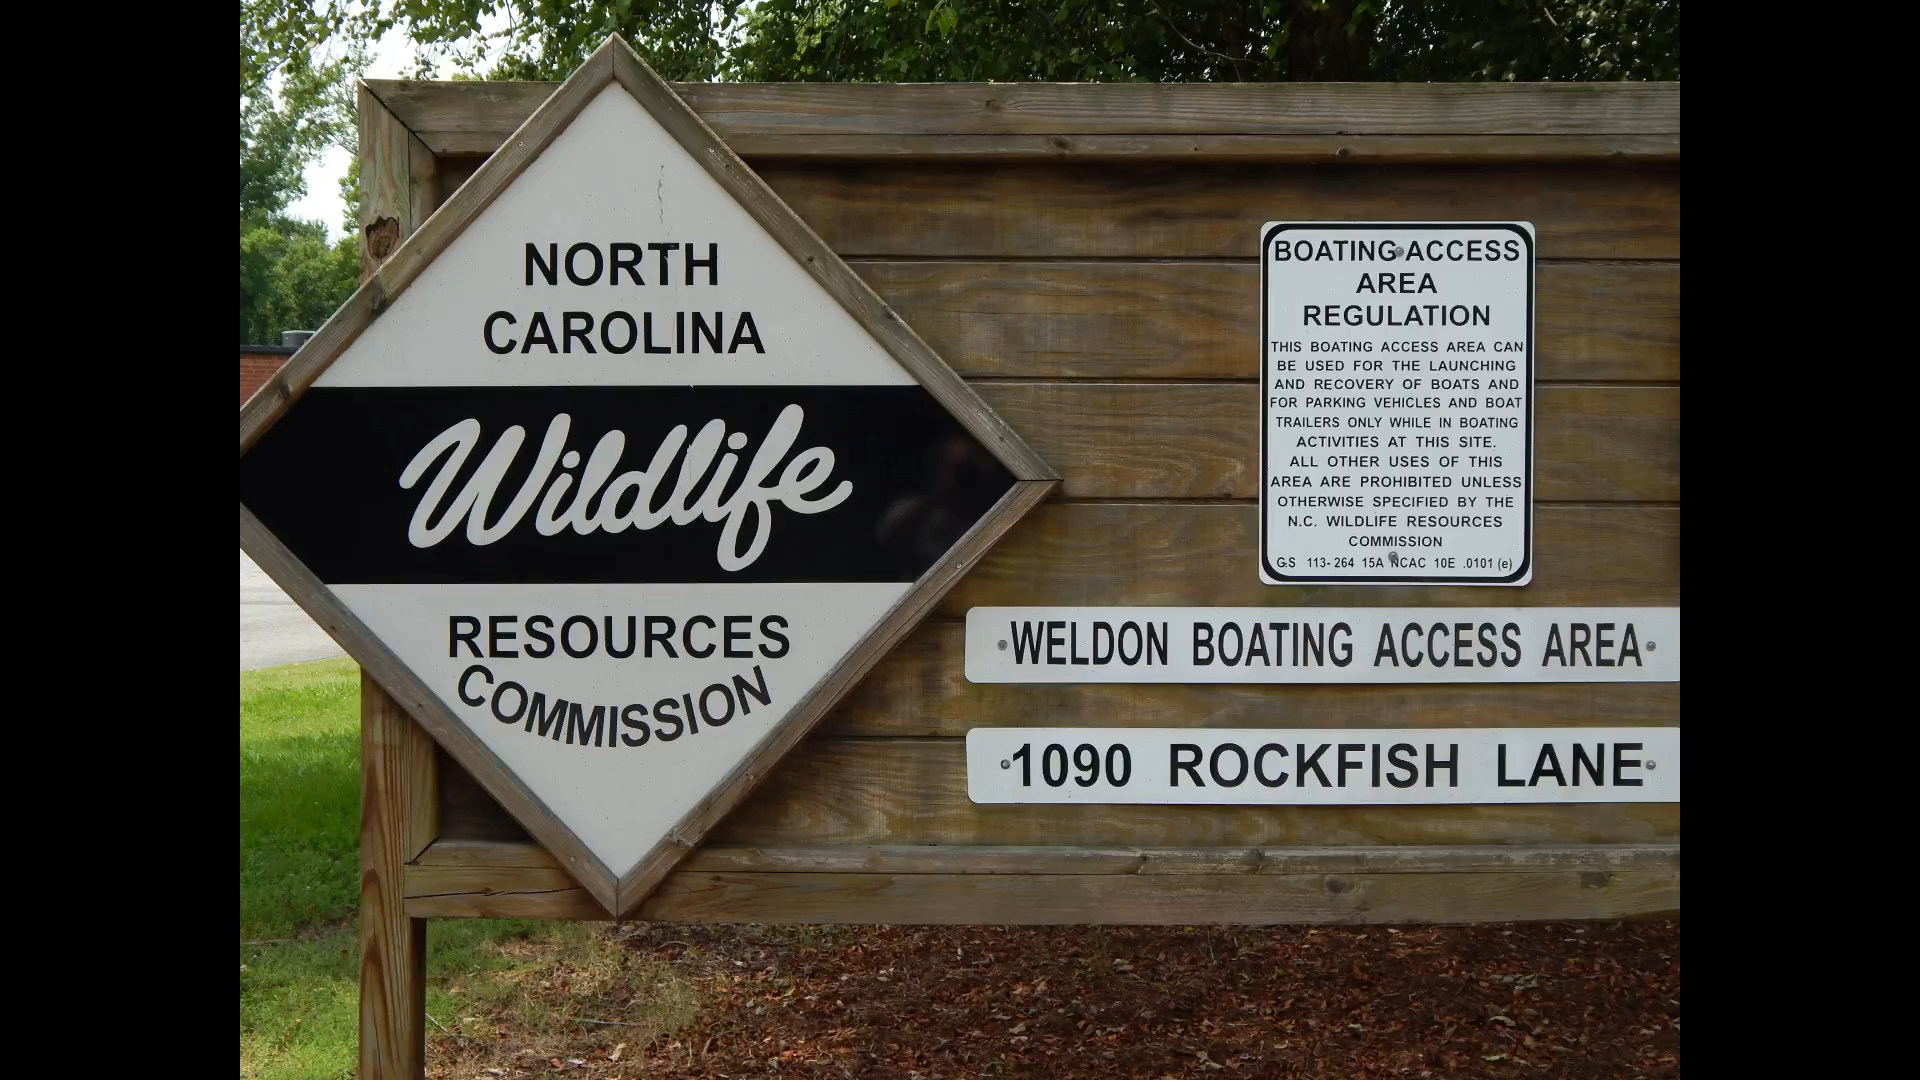 NORTH
CAROLINA
Wildlife
RESOURCES
COMMISSION
BOATING ACCESS
AREA
REGULATION
THIS BOATING ACCESS AREA CAN
BE USED FOR THE LAUNCHING
AND RECOVERY OF BOATS AND
FOR PARKING VEHICLES AND BOAT
TRAILERS ONLY WHILE IN BOATING
ACTIVITIES AT THIS SITE.
ALL OTHER USES OF THIS
AREA ARE PROHIBITED UNLESS
OTHERWISE SPECIFIED BY THE
N.C. WILDLIFE RESOURCES
COMMISSION
G.S 113-264 15A NCAC 10E .0101 (e)
WELDON BOATING ACCESS AREA
1090 ROCKFISH LANE